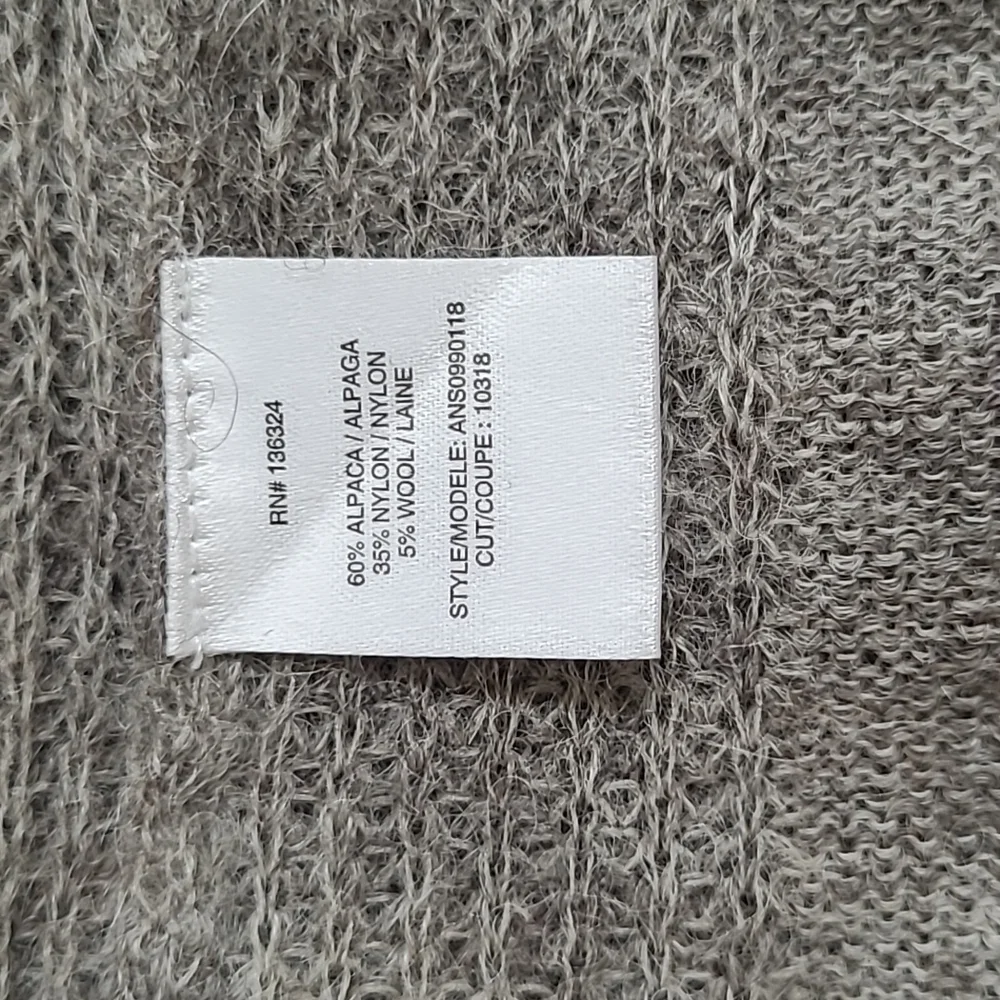 RN# 136324
60% ALPACA / ALPAGA
35% NYLON / NYLON
5% WOOL / LAINE
STYLE/MODELE: ANS0990118
CUT/COUPE : 10318